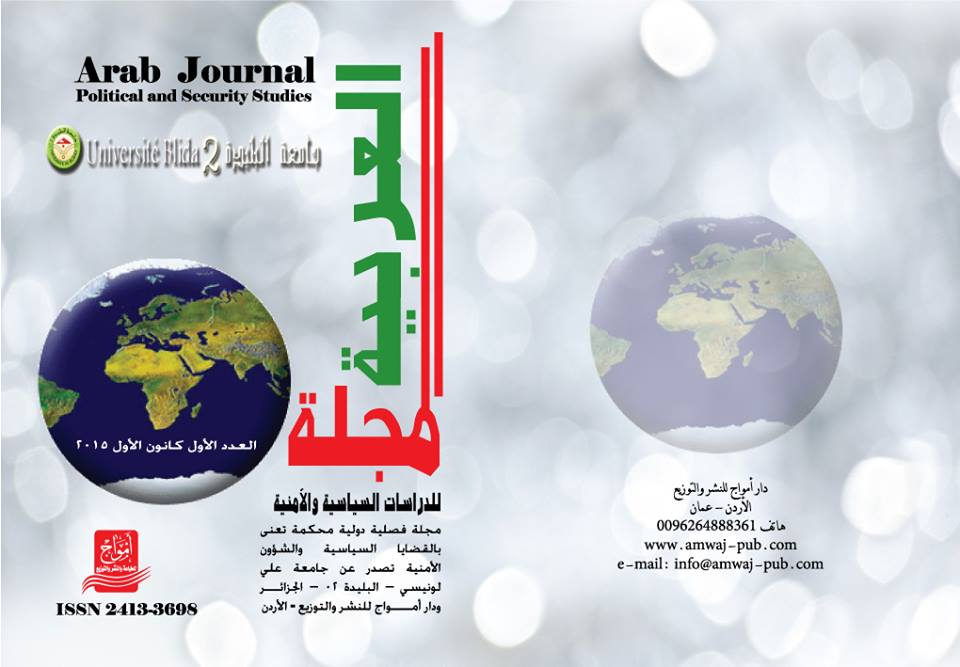 Arab Journal
Political and Security Studies
Université Blida 2 جامعة البليدة
العربية
مجلة
العدد الأول كانون الأول ٢٠١٥
للدراسات السياسية والأمنية
مجلة فصلية دولية محكمة تعنى
بالقضايا السياسية والشؤون
الأمنية تصدر عن جامعة علي
لونيسي – البليدة ٠٢ – الجزائر
ودار أمواج للنشر والتوزيع - الأردن
أمواج
للطباعة والنشر والتوزيع
ISSN 2413-3698
دار أمواج للنشر والتوزيع
الأردن – عمان
هاتف 0096264888361
www.amwaj-pub.com
e-mail: info@amwaj-pub.com